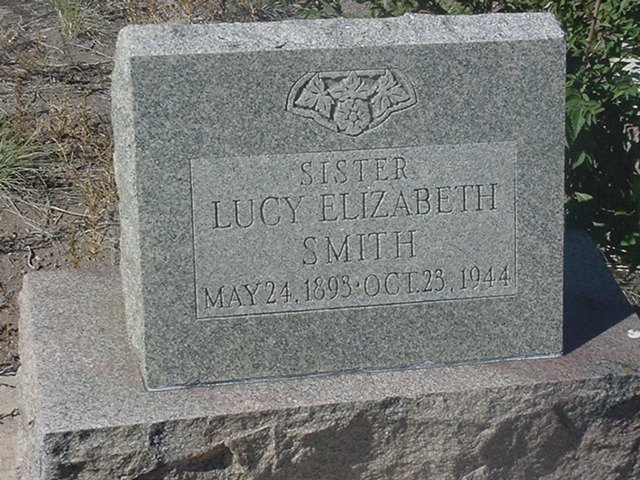 SISTER
LUCY ELIZABETH
SMITH
MAY 24, 1893 · OCT. 23, 1944